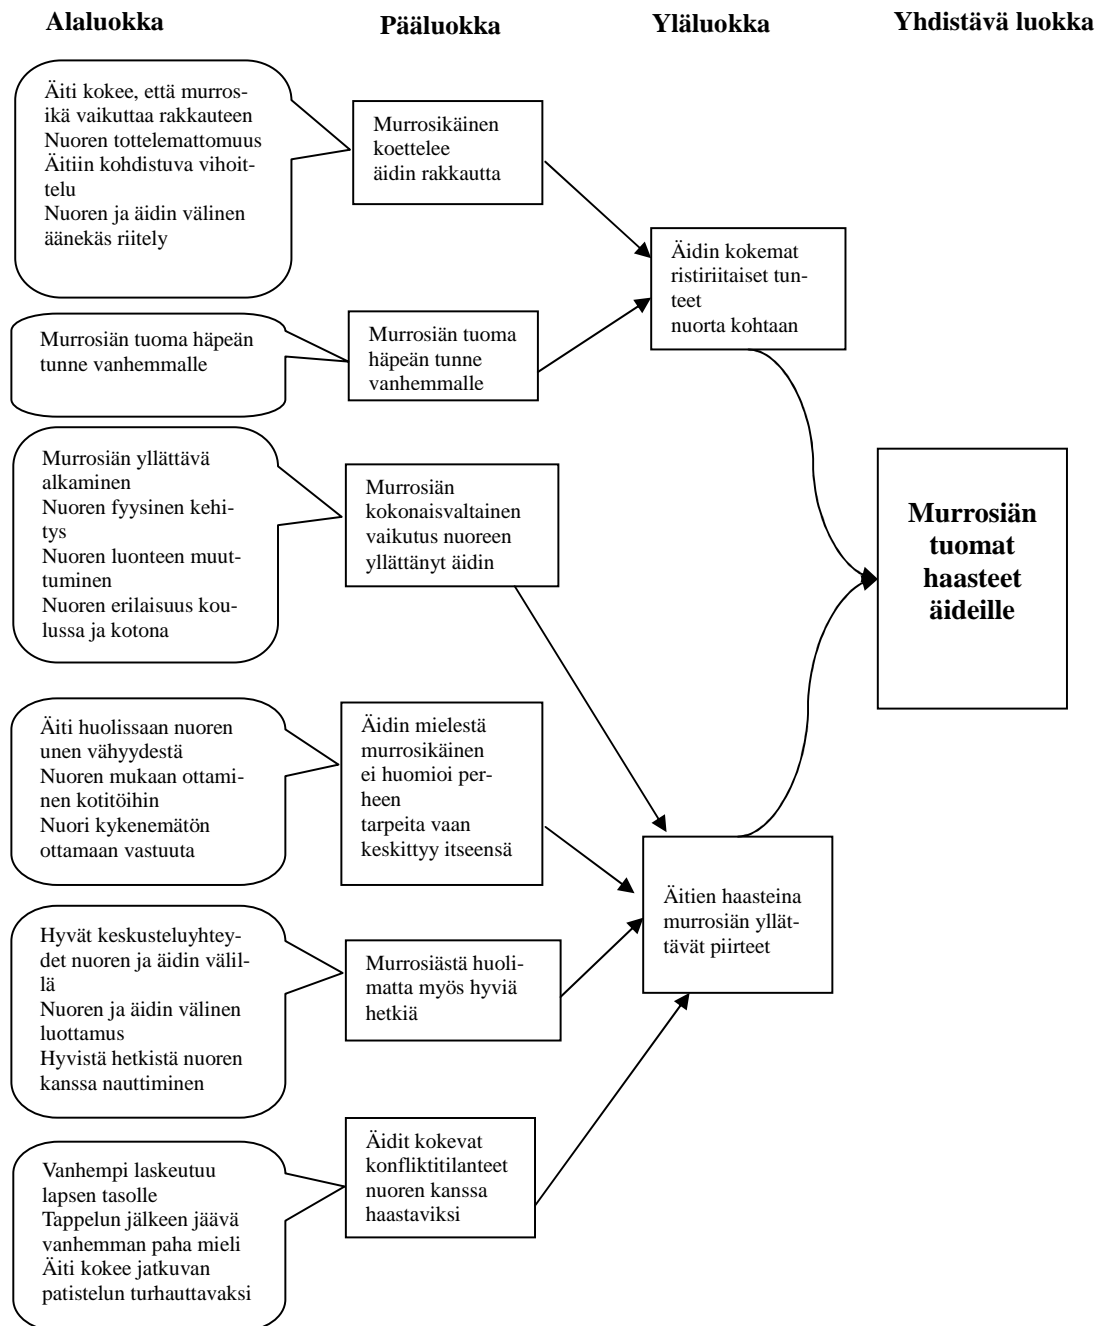 Alaluokka
Pääluokka
Yläluokka
Yhdistävä luokka
Äiti kokee, että murros-
ikä vaikuttaa rakkauteen
Nuoren tottelemattomuus
Äitiin kohdistuva vihoit-
telu
Nuoren ja äidin välinen
äänekäs riitely
Murrosikäinen
koettelee
äidin rakkautta
Äidin kokemat
ristiriitaiset tun-
teet
nuorta kohtaan
Murrosiän tuoma häpeän
tunne vanhemmalle
Murrosiän tuoma
häpeän tunne
vanhemmalle
Murrosiän yllättävä
alkaminen
Nuoren fyysinen kehi-
tys
Nuoren luonteen muut-
tuminen
Nuoren erilaisuus kou-
lussa ja kotona
Murrosiän
kokonaisvaltainen
vaikutus nuoreen
yllättänyt äidin
Murrosiän
tuomat
haasteet
äideille
Äiti huolissaan nuoren
unen vähyydestä
Nuoren mukaan ottami-
nen kotitöihin
Nuori kykenemätön
ottamaan vastuuta
Äidin mielestä
murrosikäinen
ei huomioi per-
heen
tarpeita vaan
keskittyy itseensä
Äitien haasteina
murrosiän yllät-
tävät piirteet
Hyvät keskusteluyhtey-
det nuoren ja äidin välil-
lä
Nuoren ja äidin välinen
luottamus
Hyvistä hetkistä nuoren
kanssa nauttiminen
Murrosiästä huoli-
matta myös hyviä
hetkiä
Vanhempi laskeutuu
lapsen tasolle
Tappelun jälkeen jäävä
vanhemman paha mieli
Äiti kokee jatkuvan
patistelun turhauttavaksi
Äidit kokevat
konfliktitilanteet
nuoren kanssa
haastaviksi